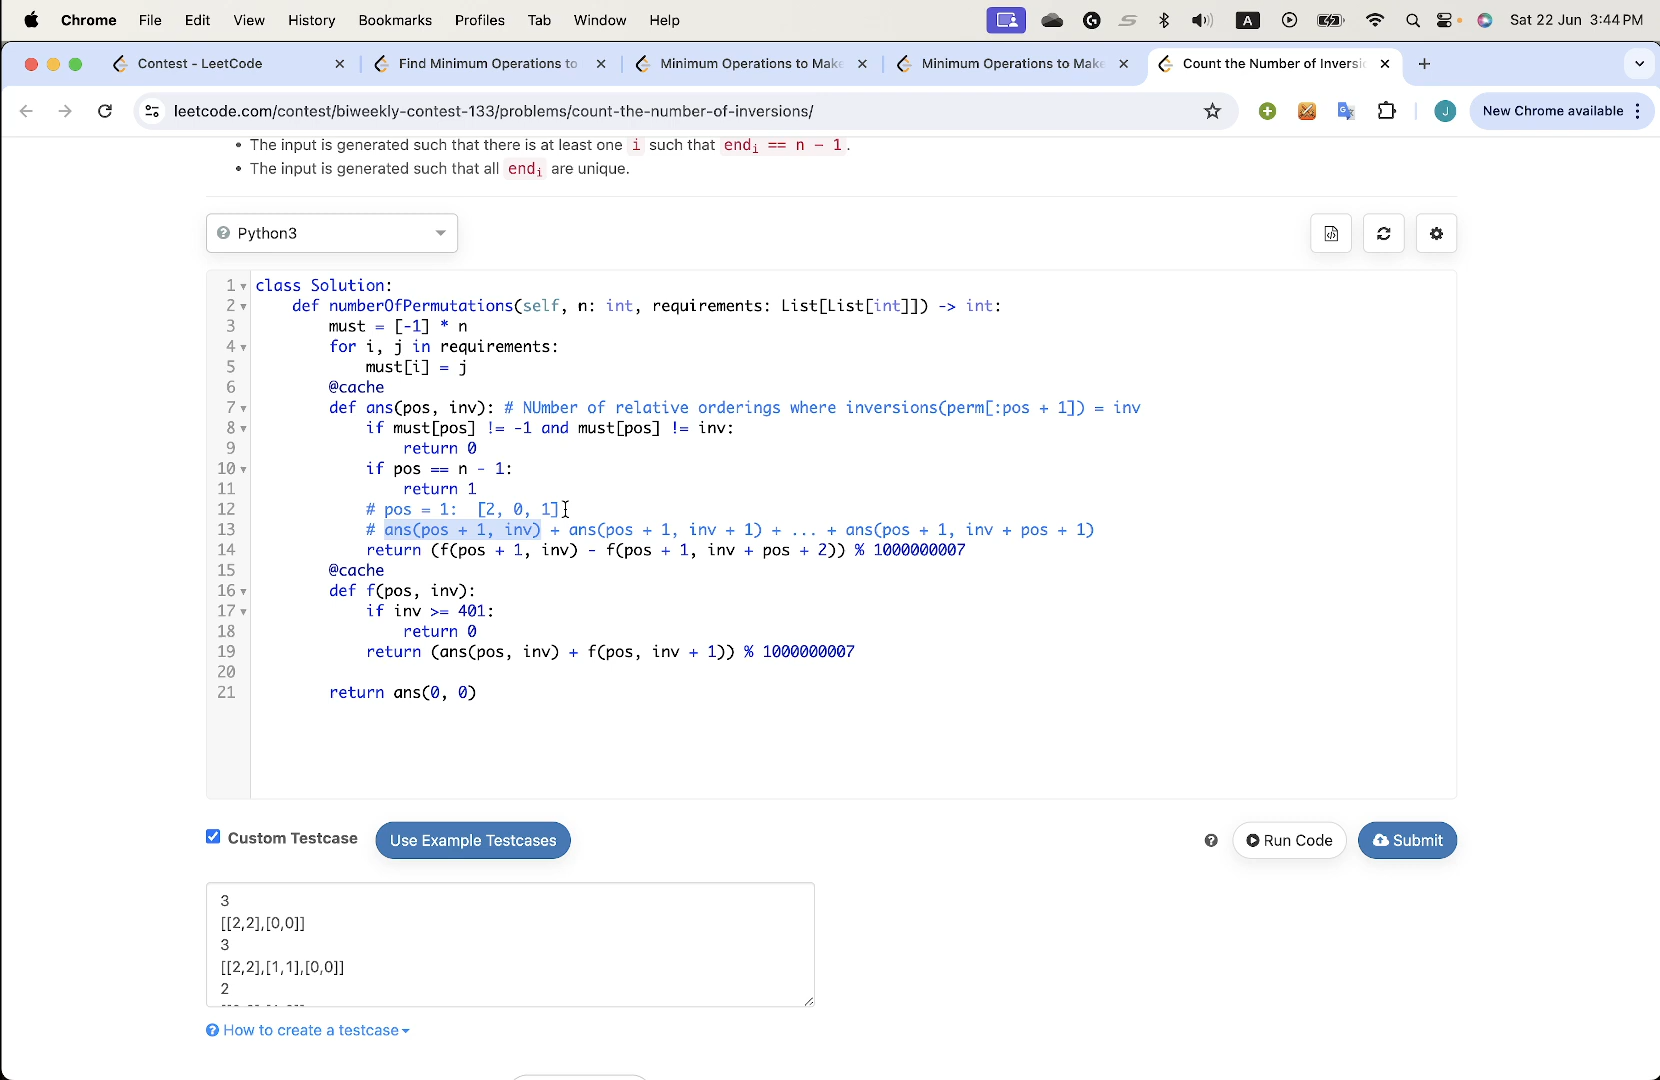 Chrome File Edit View History Bookmarks Profiles Tab Window Help A Sat 22 Jun 3:44 PM
Contest - LeetCode Find Minimum Operations to Minimum Operations to Make Minimum Operations to Make Count the Number of Inversi
leetcode.com/contest/biweekly-contest-133/problems/count-the-number-of-inversions/ J New Chrome available
• The input is generated such that there is at least one i such that endᵢ == n - 1.
• The input is generated such that all endᵢ are unique.
Python3
1 class Solution:
2     def numberOfPermutations(self, n: int, requirements: List[List[int]]) -> int:
3         must = [-1] * n
4         for i, j in requirements:
5             must[i] = j
6         @cache
7         def ans(pos, inv): # NUmber of relative orderings where inversions(perm[:pos + 1]) = inv
8             if must[pos] != -1 and must[pos] != inv:
9                 return 0
10             if pos == n - 1:
11                 return 1
12             # pos = 1:  [2, 0, 1]
13             # ans(pos + 1, inv) + ans(pos + 1, inv + 1) + ... + ans(pos + 1, inv + pos + 1)
14             return (f(pos + 1, inv) - f(pos + 1, inv + pos + 2)) % 1000000007
15         @cache
16         def f(pos, inv):
17             if inv >= 401:
18                 return 0
19             return (ans(pos, inv) + f(pos, inv + 1)) % 1000000007
20
21         return ans(0, 0)
Custom Testcase Use Example Testcases Run Code Submit
3
[[2,2],[0,0]]
3
[[2,2],[1,1],[0,0]]
2
How to create a testcase